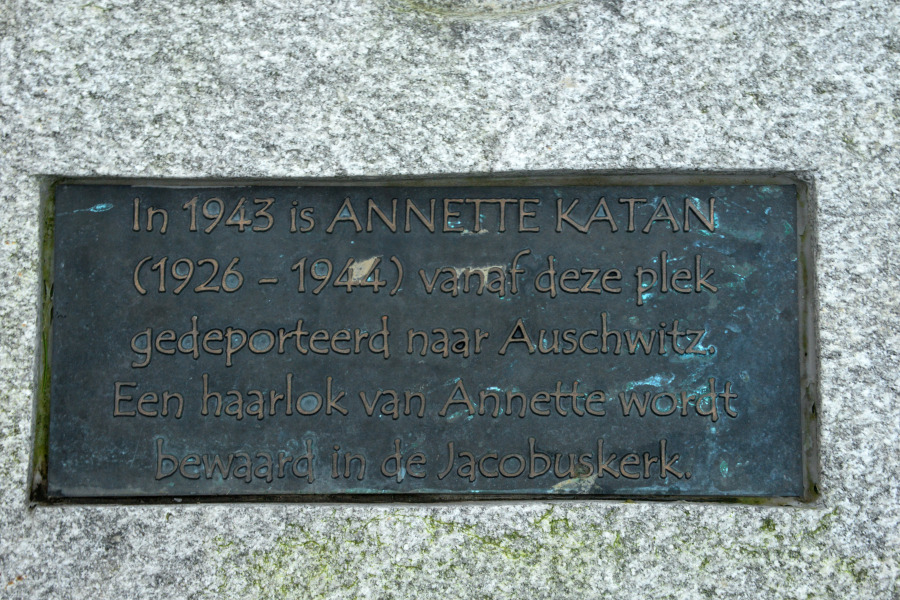 In 1943 is ANNETTE KATAN
(1926 - 1944) vanaf deze plek
gedeporteerd naar Auschwitz.
Een haarlok van Annette wordt
bewaard in de Jacobuskerk.